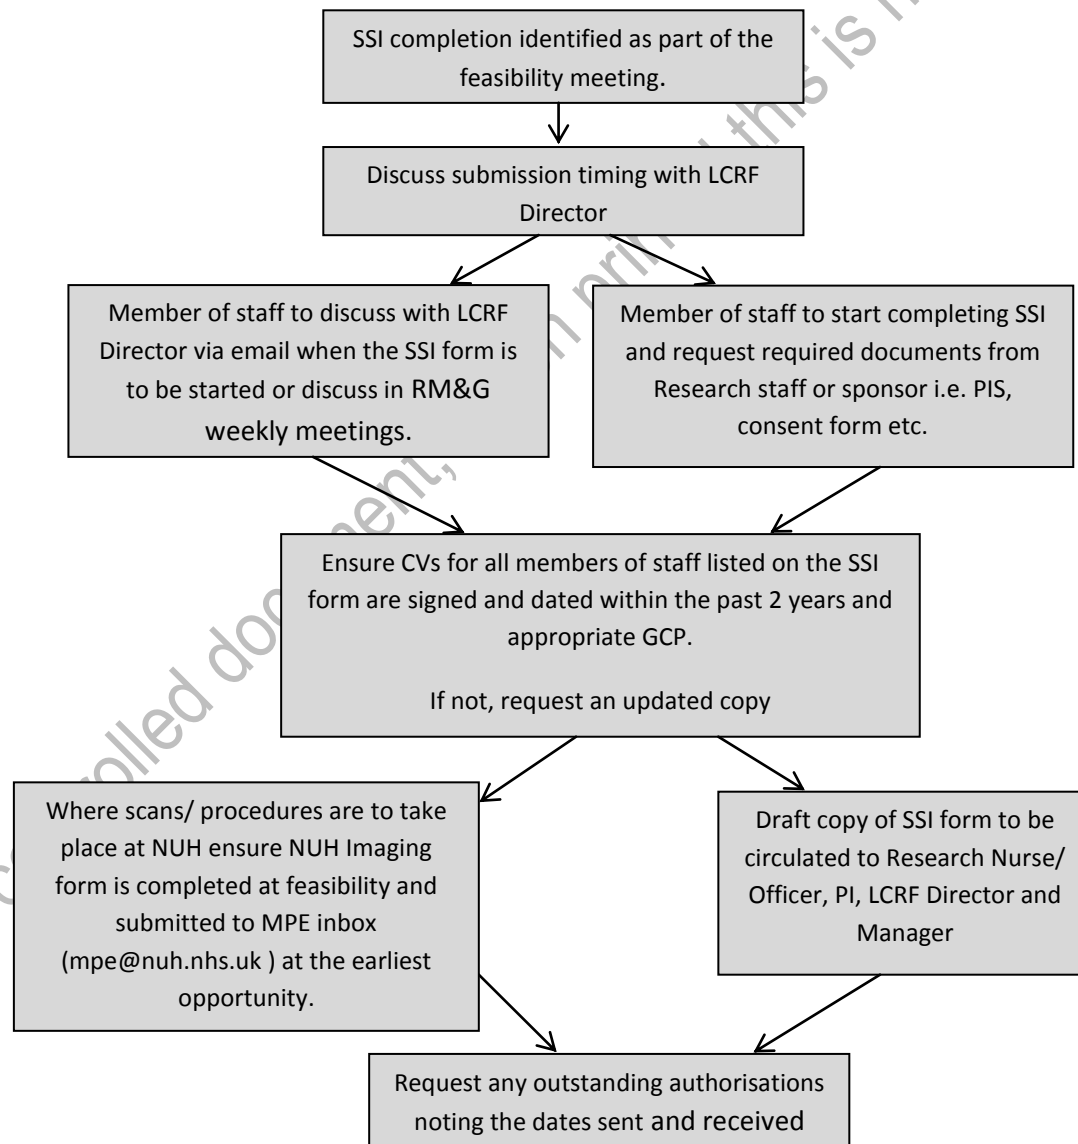 SSI completion identified as part of the
feasibility meeting.
Discuss submission timing with LCRF
Director
Member of staff to discuss with LCRF
Director via email when the SSI form is
to be started or discuss in RM&G
weekly meetings.
Member of staff to start completing SSI
and request required documents from
Research staff or sponsor i.e. PIS,
consent form etc.
Ensure CVs for all members of staff listed on the SSI
form are signed and dated within the past 2 years and
appropriate GCP.
If not, request an updated copy
Where scans/ procedures are to take
place at NUH ensure NUH Imaging
form is completed at feasibility and
submitted to MPE inbox
(mpe@nuh.nhs.uk ) at the earliest
opportunity.
Draft copy of SSI form to be
circulated to Research Nurse/
Officer, PI, LCRF Director and
Manager
Request any outstanding authorisations
noting the dates sent and received